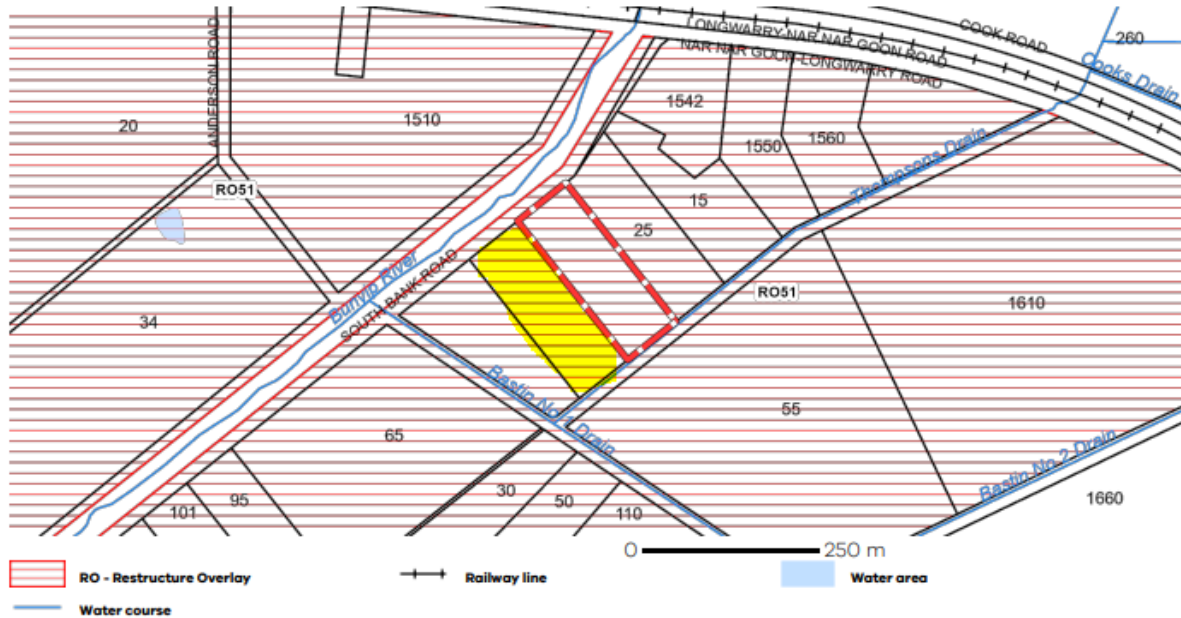 COOK ROAD
LONGWARRY-NAR NAR GOON ROAD
260
NAR NAR GOON-LONGWARRY ROAD
Cooks Drain
ANDERSON ROAD
20
1510
1542
1550
1560
Thompsons Drain
RO51
15
25
Bunyip River
SOUTH BANK ROAD
RO51
1610
34
Bastin No 1 Drain
55
65
Bastin No 2 Drain
95
101
30
50
110
1660
0 250 m
RO - Restructure Overlay
Railway line
Water area
Water course